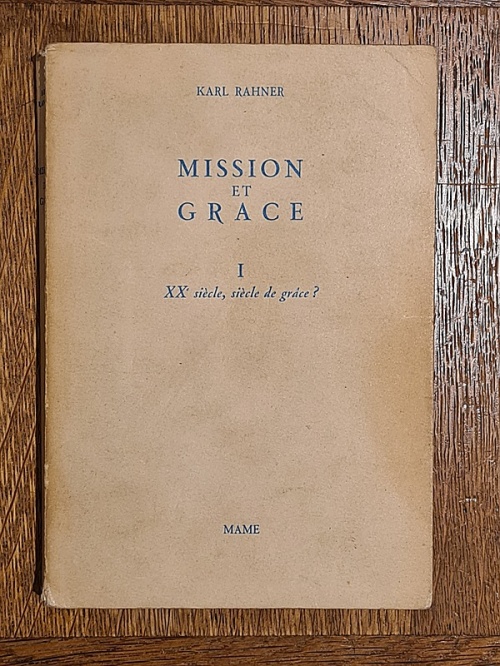 KARL RAHNER
MISSION
ET
GRACE
I
XXe siècle, siècle de grâce ?
MAME